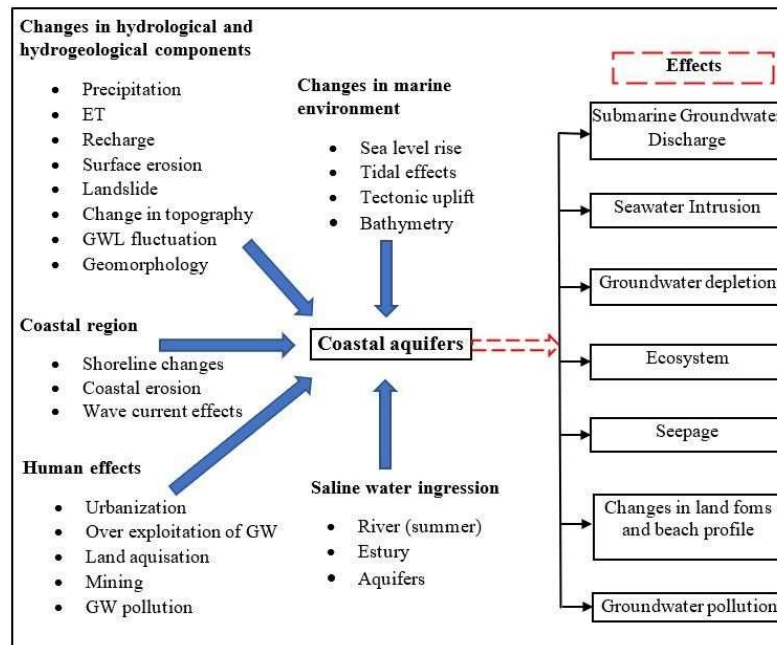 Changes in hydrological and
hydrogeological components
• Precipitation
• ET
• Recharge
• Surface erosion
• Landslide
• Change in topography
• GWL fluctuation
• Geomorphology
Changes in marine
environment
• Sea level rise
• Tidal effects
• Tectonic uplift
• Bathymetry
Coastal region
• Shoreline changes
• Coastal erosion
• Wave current effects
Coastal aquifers
Human effects
• Urbanization
• Over exploitation of GW
• Land aquisation
• Mining
• GW pollution
Saline water ingression
• River (summer)
• Estury
• Aquifers
Effects
Submarine Groundwater
Discharge
Seawater Intrusion
Groundwater depletion
Ecosystem
Seepage
Changes in land foms
and beach profile
Groundwater pollution